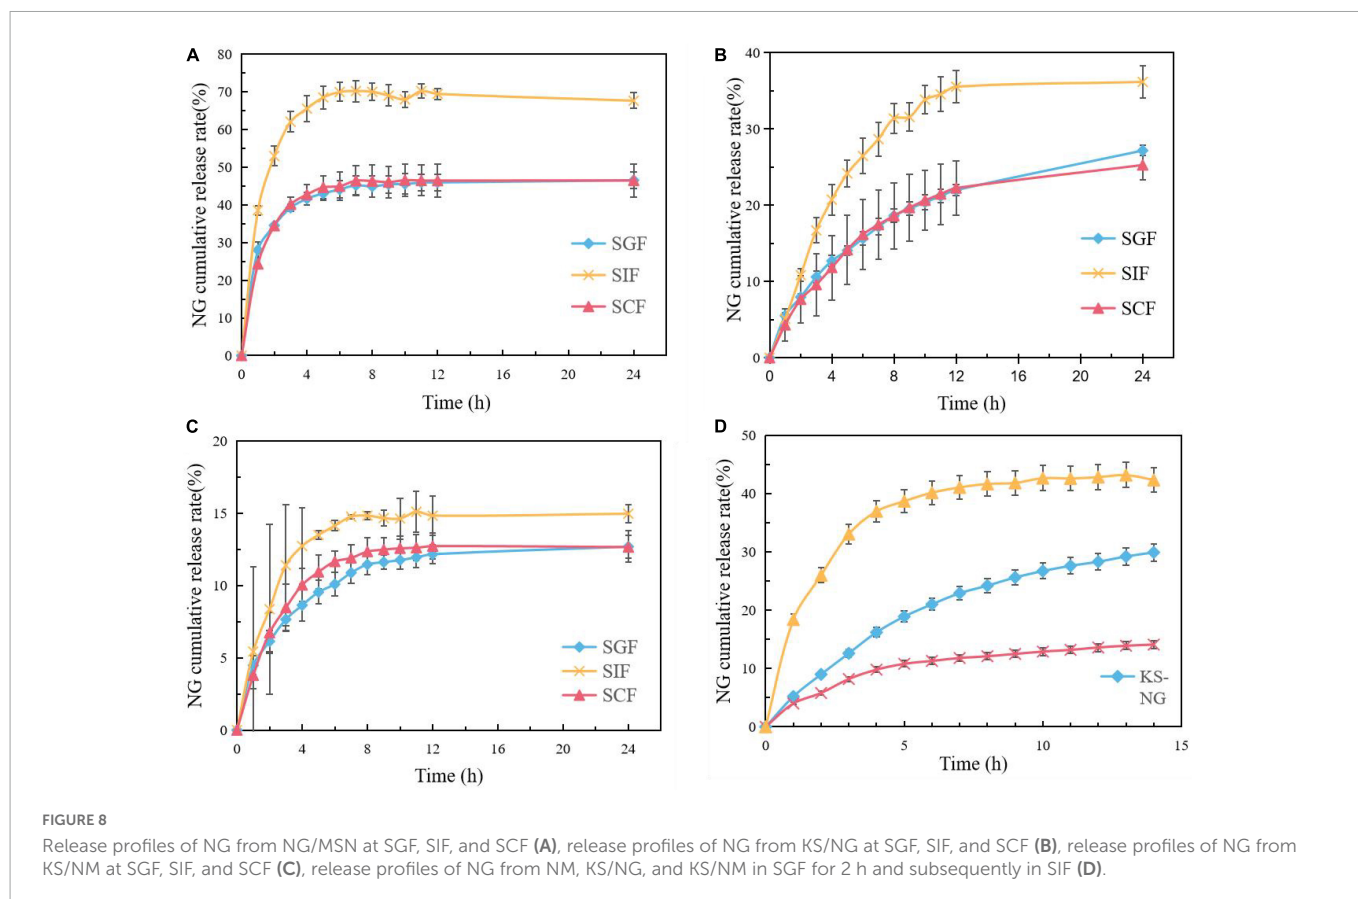 A
NG cumulative release rate(%)
80
70
60
50
40
30
20
10
0
SGF
SIF
SCF
0 4 8 12 16 20 24
Time (h)
B
NG cumulative release rate(%)
40
30
20
10
0
SGF
SIF
SCF
0 4 8 12 16 20 24
Time (h)
C
NG cumulative release rate(%)
20
15
10
5
0
SGF
SIF
SCF
0 4 8 12 16 20 24
Time (h)
D
NG cumulative release rate(%)
50
40
30
20
10
0
KS-
NG
0 5 10 15
Time (h)
FIGURE 8
Release profiles of NG from NG/MSN at SGF, SIF, and SCF (A), release profiles of NG from KS/NG at SGF, SIF, and SCF (B), release profiles of NG from
KS/NM at SGF, SIF, and SCF (C), release profiles of NG from NM, KS/NG, and KS/NM in SGF for 2 h and subsequently in SIF (D).